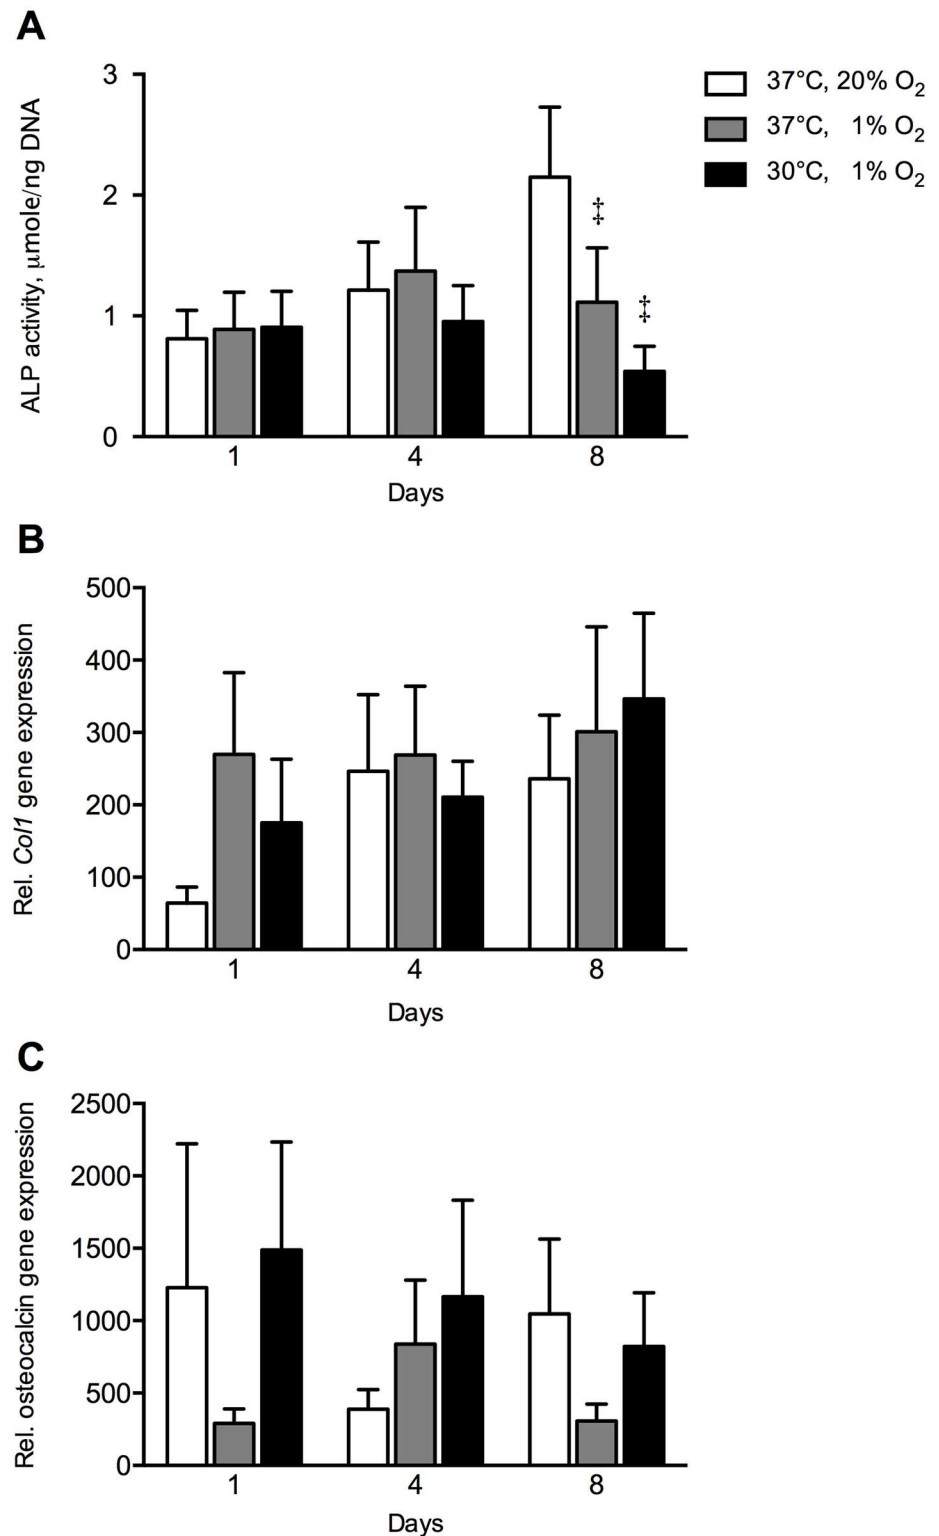 A
ALP activity, μmole/ng DNA
3
2
1
0
1 4 8
Days
37°C, 20% O₂
37°C, 1% O₂
30°C, 1% O₂
‡
‡
B
Rel. Col1 gene expression
500
400
300
200
100
0
1 4 8
Days
C
Rel. osteocalcin gene expression
2500
2000
1500
1000
500
0
1 4 8
Days